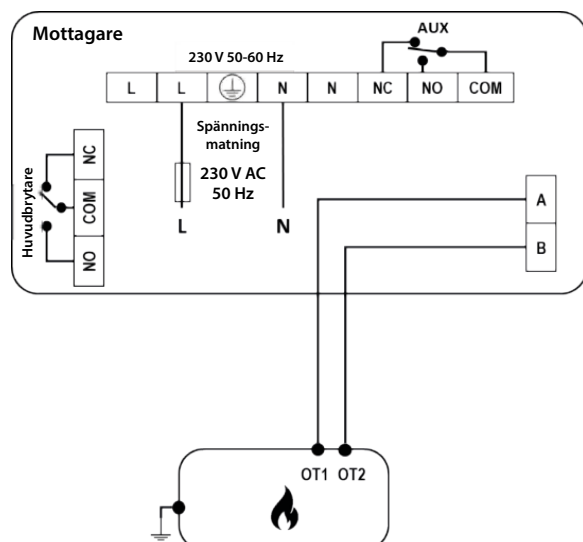 Mottagare
AUX
230 V 50-60 Hz
L L N N NC NO COM
Spännings-
matning
230 V AC
50 Hz
L N
Huvudbrytare
NC
COM
NO
A
B
OT1 OT2